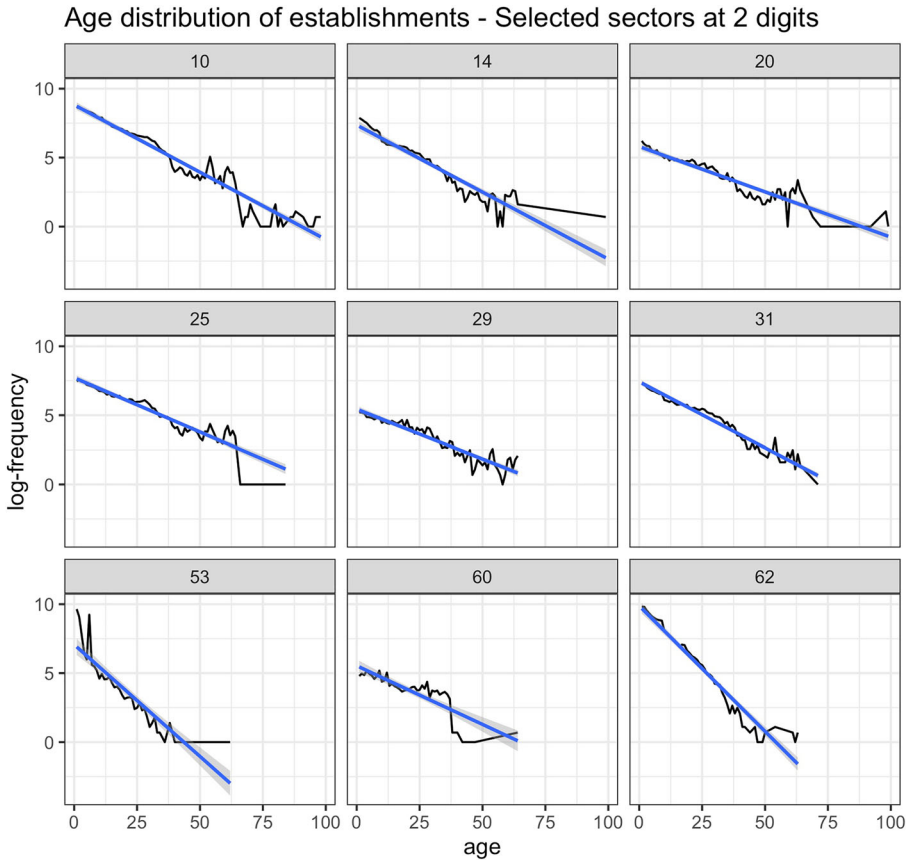 Age distribution of establishments - Selected sectors at 2 digits
10 14 20
10
5
0
25 29 31
10
5
0
log-frequency
53 60 62
10
5
0
0 25 50 75 100 0 25 50 75 100 0 25 50 75 100
age